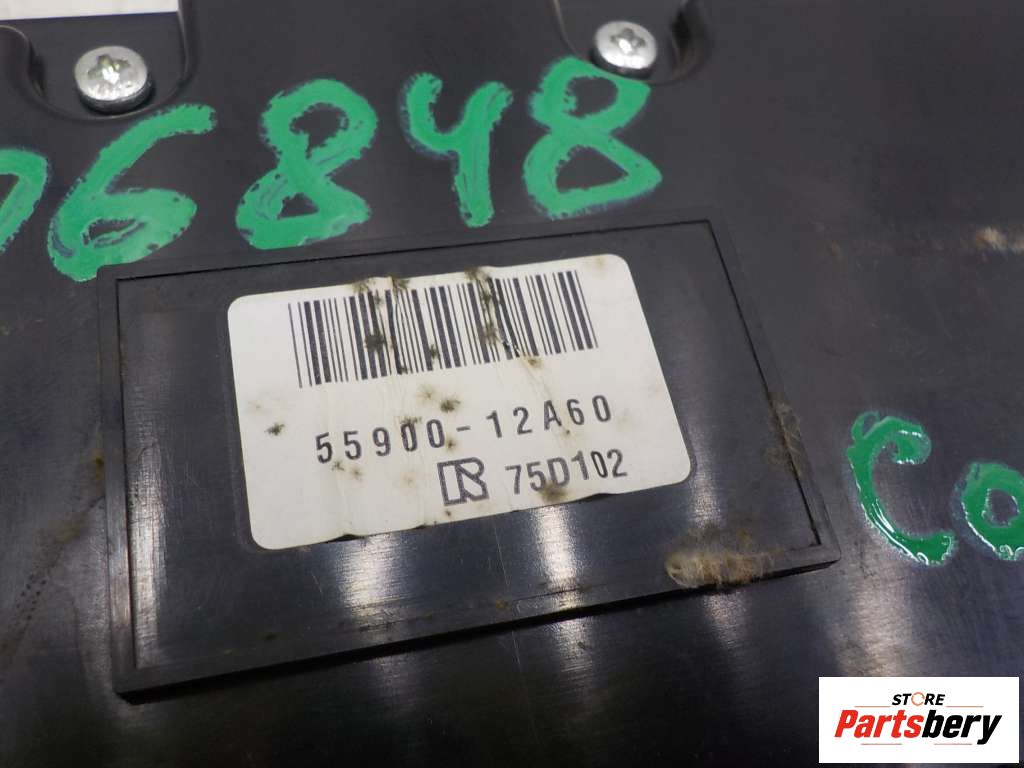 06848
55900-12A60
R 75D102
Co
STORE
Partsbery